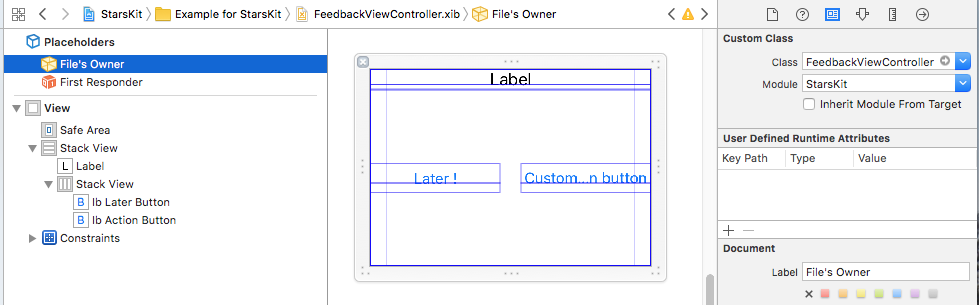 StarsKit Example for StarsKit FeedbackViewController.xib File's Owner
Placeholders
File's Owner
First Responder
View
Safe Area
Stack View
L Label
Stack View
B Ib Later Button
B Ib Action Button
Constraints
Label
Later ! Custom...n button
Custom Class
Class FeedbackViewController
Module StarsKit
Inherit Module From Target
User Defined Runtime Attributes
Key Path Type Value
Document
Label File's Owner